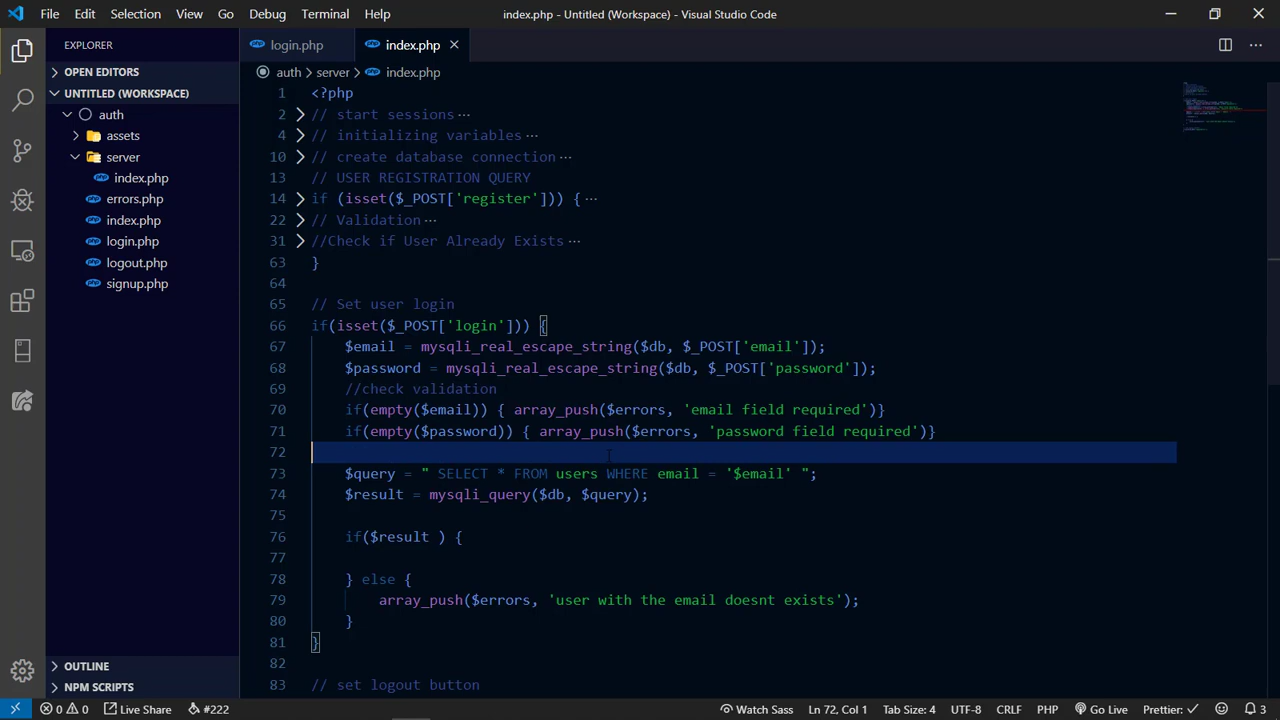 File Edit Selection View Go Debug Terminal Help index.php - Untitled (Workspace) - Visual Studio Code
EXPLORER
OPEN EDITORS
UNTITLED (WORKSPACE)
auth
assets
server
index.php
errors.php
index.php
login.php
logout.php
signup.php
OUTLINE
NPM SCRIPTS
login.php index.php
auth server index.php
1 <?php
2 // start sessions ...
4 // initializing variables ...
10 // create database connection ...
13 // USER REGISTRATION QUERY
14 if (isset($_POST['register'])) { ...
22 // Validation ...
31 //Check if User Already Exists ...
63 }
64
65 // Set user login
66 if(isset($_POST['login'])) {
67 $email = mysqli_real_escape_string($db, $_POST['email']);
68 $password = mysqli_real_escape_string($db, $_POST['password']);
69 //check validation
70 if(empty($email)) { array_push($errors, 'email field required')}
71 if(empty($password)) { array_push($errors, 'password field required')}
72
73 $query = " SELECT * FROM users WHERE email = '$email' ";
74 $result = mysqli_query($db, $query);
75
76 if($result ) {
77
78 } else {
79 array_push($errors, 'user with the email doesnt exists');
80 }
81 }
82
83 // set logout button
0 0 Live Share #222 Watch Sass Ln 72, Col 1 Tab Size: 4 UTF-8 CRLF PHP Go Live Prettier: ✓ 3